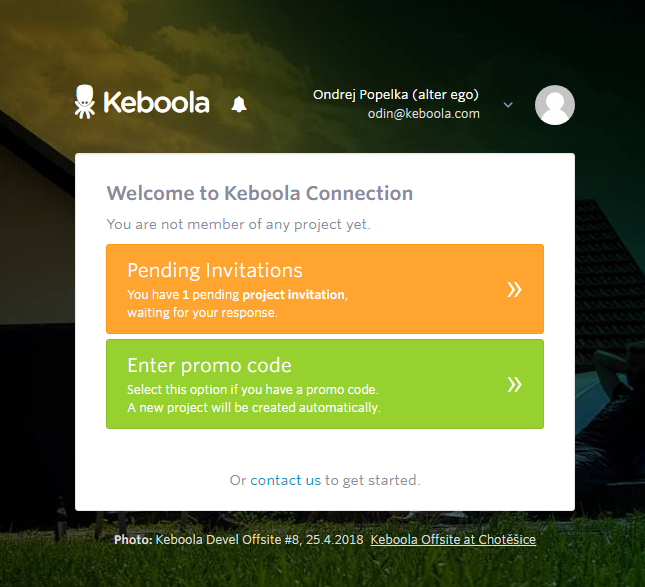 Keboola
Ondrej Popelka (alter ego)
odin@keboola.com
Welcome to Keboola Connection
You are not member of any project yet.
Pending Invitations
You have 1 pending project invitation,
waiting for your response.
Enter promo code
Select this option if you have a promo code.
A new project will be created automatically.
Or contact us to get started.
Photo: Keboola Devel Offsite #8, 25.4.2018 Keboola Offsite at Chotěšice